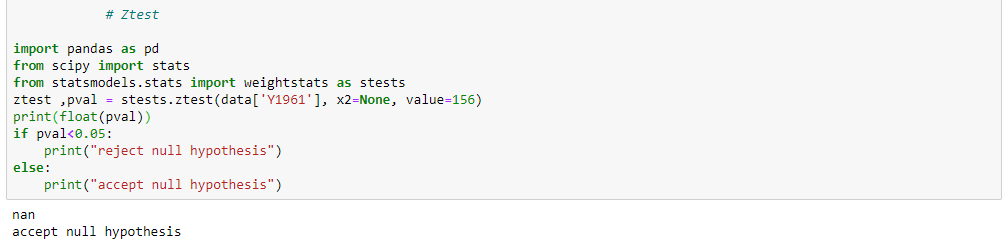 # Ztest
import pandas as pd
from scipy import stats
from statsmodels.stats import weightstats as stests
ztest ,pval = stests.ztest(data['Y1961'], x2=None, value=156)
print(float(pval))
if pval<0.05:
    print("reject null hypothesis")
else:
    print("accept null hypothesis")
nan
accept null hypothesis